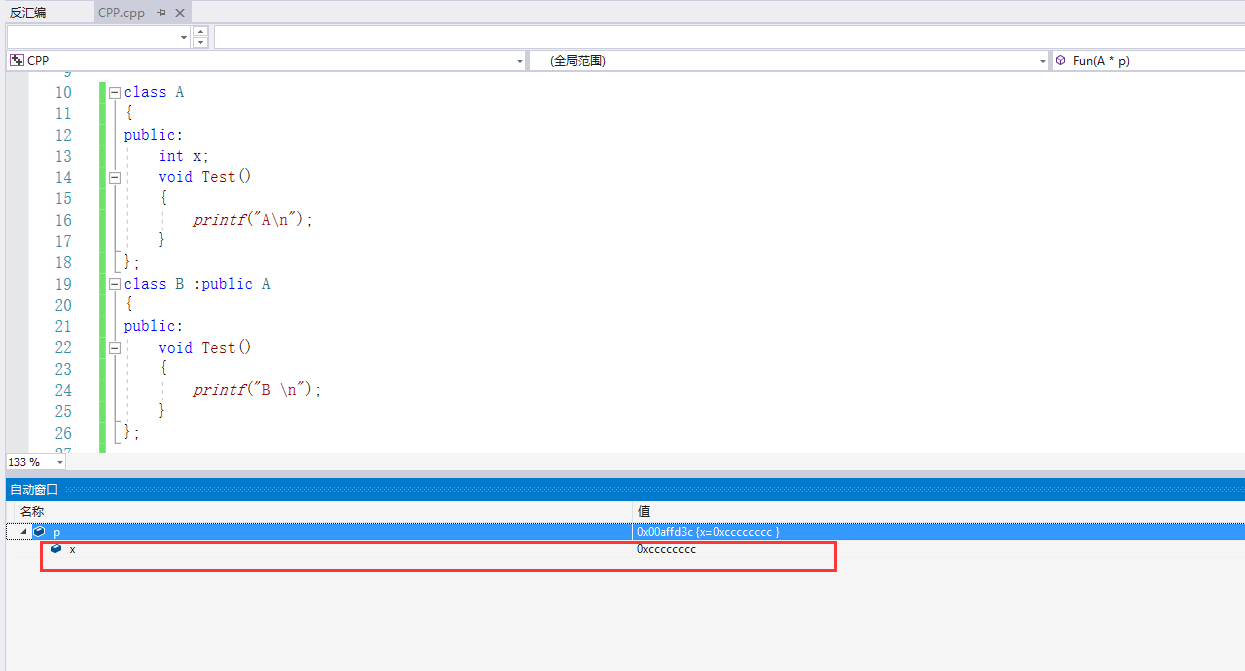 反汇编 CPP.cpp
CPP (全局范围) Fun(A * p)
9
10 class A
11 {
12 public:
13 int x;
14 void Test()
15 {
16 printf("A\n");
17 }
18 };
19 class B :public A
20 {
21 public:
22 void Test()
23 {
24 printf("B \n");
25 }
26 };
27
133 %
自动窗口
名称 值
p 0x00affd3c {x=0xcccccccc }
x 0xcccccccc